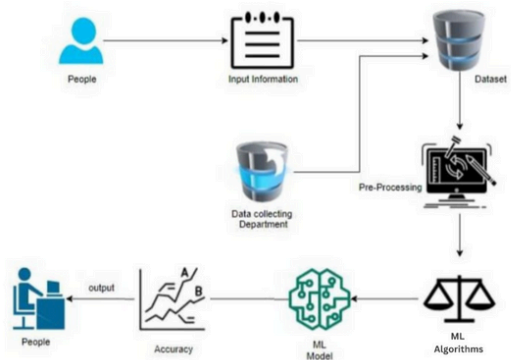 People
Input Information
Dataset
Data collecting
Department
Pre-Processing
ML
Algorithms
ML
Model
A
B
Accuracy
output
People